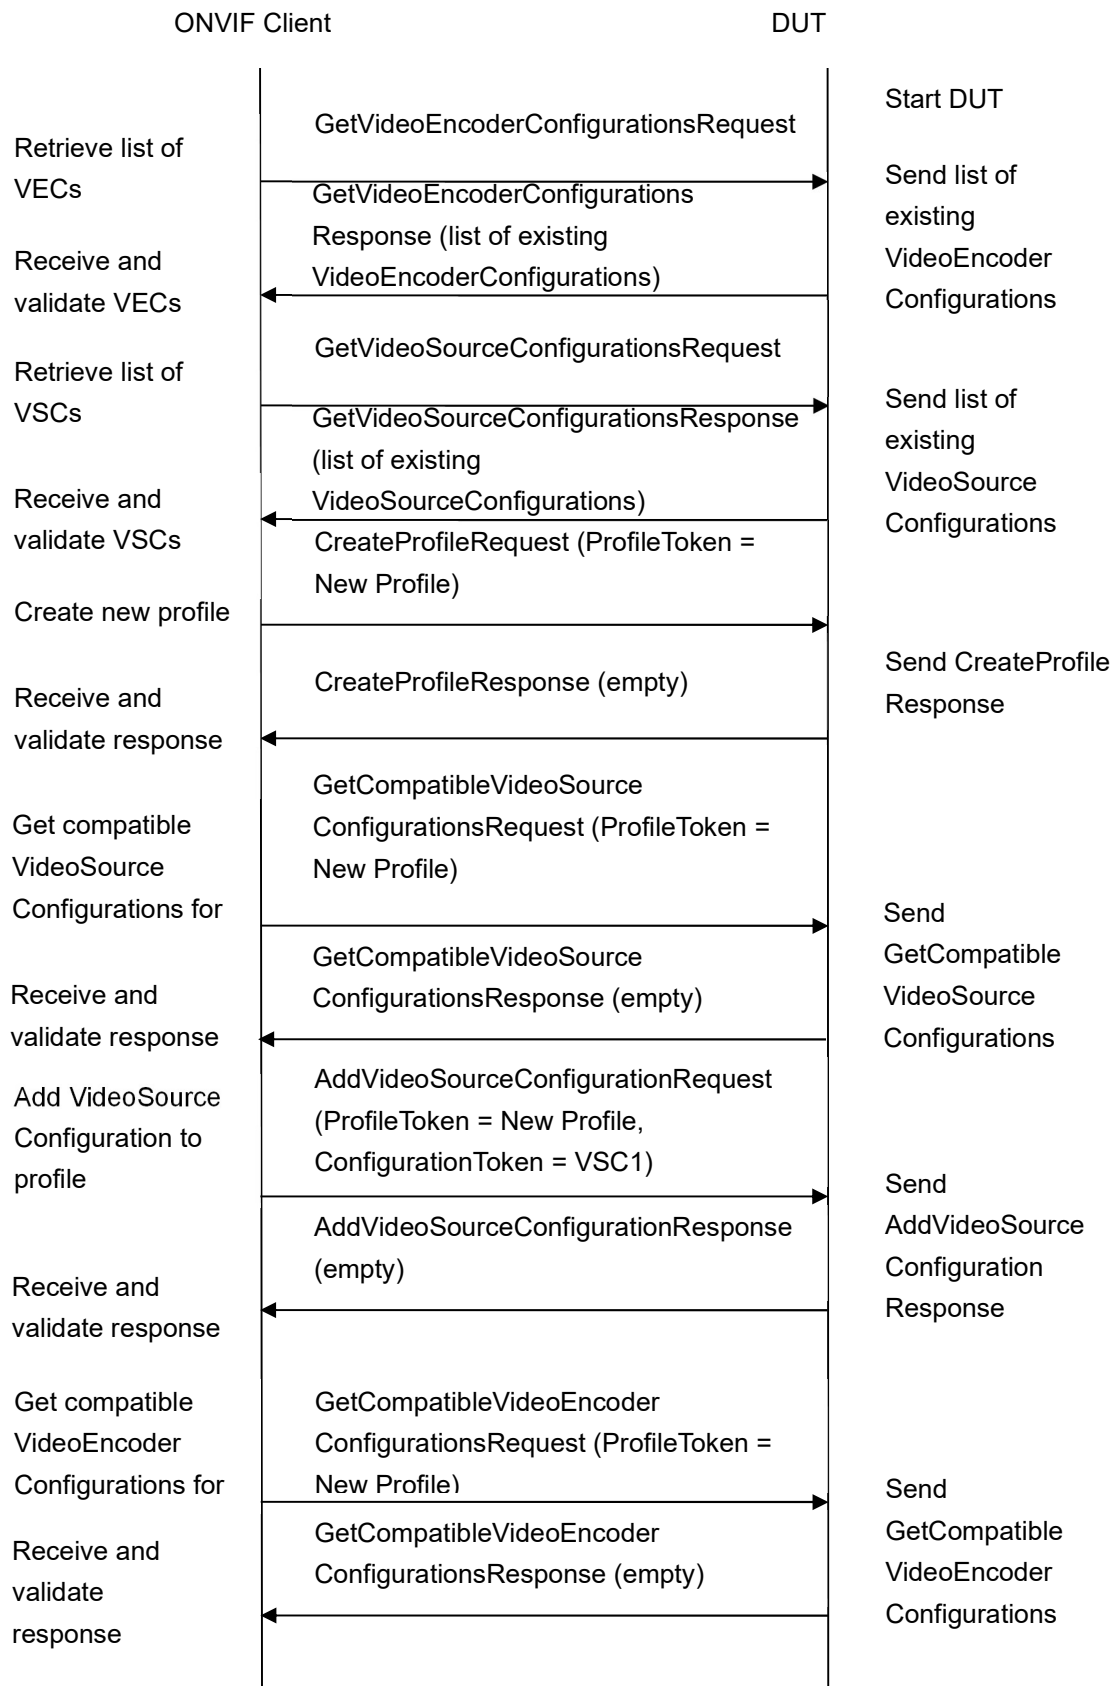 ONVIF Client
DUT
Start DUT
GetVideoEncoderConfigurationsRequest
Retrieve list of
VECs
GetVideoEncoderConfigurations
Response (list of existing
VideoEncoderConfigurations)
Send list of
existing
VideoEncoder
Configurations
Receive and
validate VECs
GetVideoSourceConfigurationsRequest
Retrieve list of
VSCs
GetVideoSourceConfigurationsResponse
(list of existing
VideoSourceConfigurations)
Send list of
existing
VideoSource
Configurations
Receive and
validate VSCs
CreateProfileRequest (ProfileToken =
New Profile)
Create new profile
Send CreateProfile
Response
CreateProfileResponse (empty)
Receive and
validate response
GetCompatibleVideoSource
ConfigurationsRequest (ProfileToken =
New Profile)
Get compatible
VideoSource
Configurations for
Send
GetCompatible
VideoSource
Configurations
GetCompatibleVideoSource
ConfigurationsResponse (empty)
Receive and
validate response
AddVideoSourceConfigurationRequest
(ProfileToken = New Profile,
ConfigurationToken = VSC1)
Add VideoSource
Configuration to
profile
Send
AddVideoSource
Configuration
Response
AddVideoSourceConfigurationResponse
(empty)
Receive and
validate response
Get compatible
VideoEncoder
Configurations for
GetCompatibleVideoEncoder
ConfigurationsRequest (ProfileToken =
New Profile)
Send
GetCompatible
VideoEncoder
Configurations
GetCompatibleVideoEncoder
ConfigurationsResponse (empty)
Receive and
validate
response